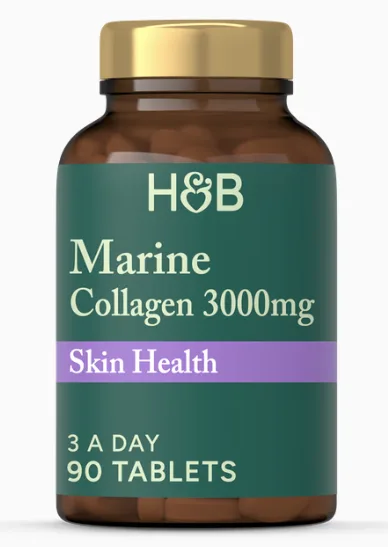 H&B
Marine
Collagen 3000mg
Skin Health
3 A DAY
90 TABLETS